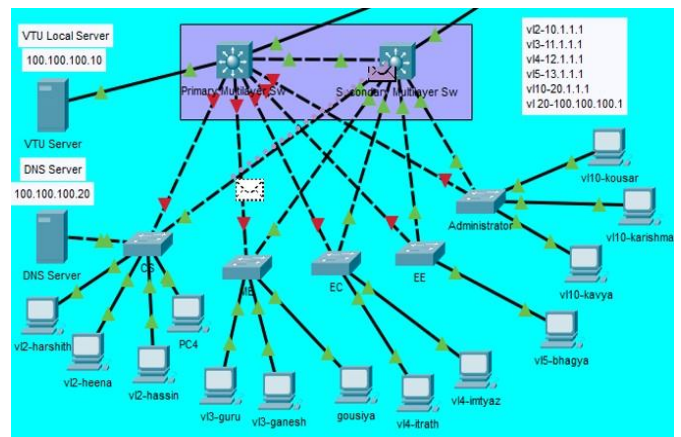 VTU Local Server
100.100.100.10
VTU Server
DNS Server
100.100.100.20
DNS Server
Primary Multilayer Sw
Secondary Multilayer Sw
vl2-10.1.1.1
vl3-11.1.1.1
vl4-12.1.1.1
vl5-13.1.1.1
vl10-20.1.1.1
vl 20-100.100.100.1
vl10-kousar
Administrator
vl10-karishma
vl10-kavya
CS
ME
EC
EE
vl2-harshith
vl2-heena
vl2-hassin
PC4
vl3-guru
vl3-ganesh
gousiya
vl4-itrath
vl4-imtyaz
vl5-bhagya